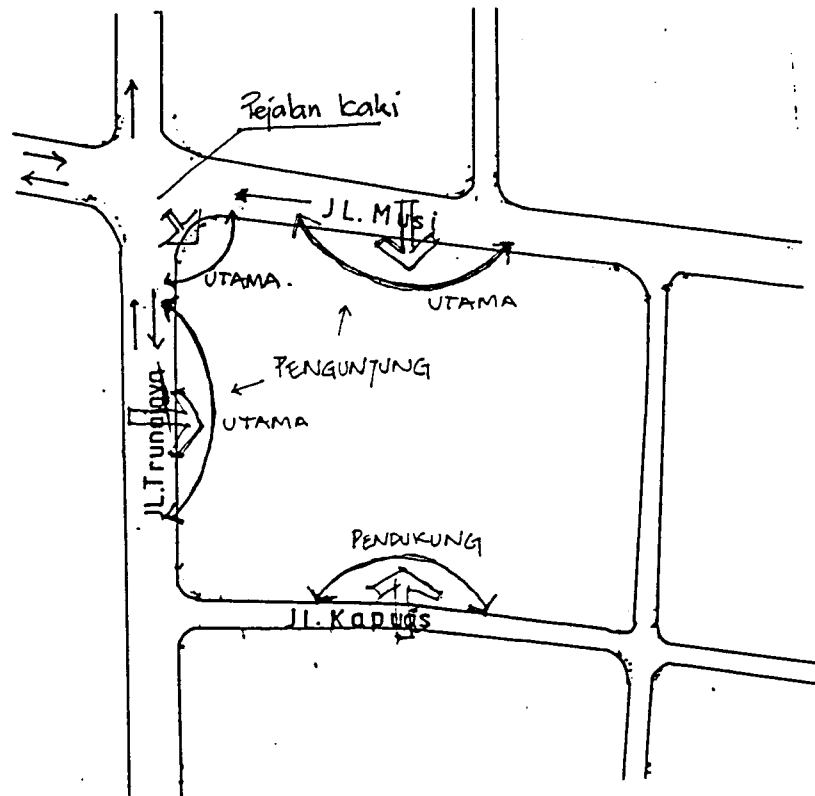 Pejalan kaki
JL. Musi
UTAMA.
UTAMA
PENGUNJUNG
UTAMA
JL.Trunojoyo
PENDUKUNG
Jl. Kapuas